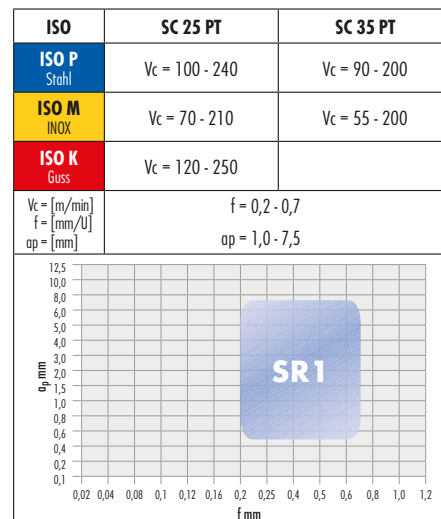 ISO SC 25 PT SC 35 PT
ISO P
Stahl
Vc = 100 - 240 Vc = 90 - 200
ISO M
INOX
Vc = 70 - 210 Vc = 55 - 200
ISO K
Guss
Vc = 120 - 250
Vc = [m/min]
f = [mm/U]
ap = [mm]
f = 0,2 - 0,7
ap = 1,0 - 7,5
12,5
10,0
8,0
6,0
5,0
4,0
3,0
2,0
1,5
1,0
0,8
0,6
0,4
0,2
0,1
ap mm
SR1
0,02 0,04 0,08 0,1 0,12 0,16 0,2 0,25 0,4 0,5 0,6 0,8 1,0 1,2
f mm